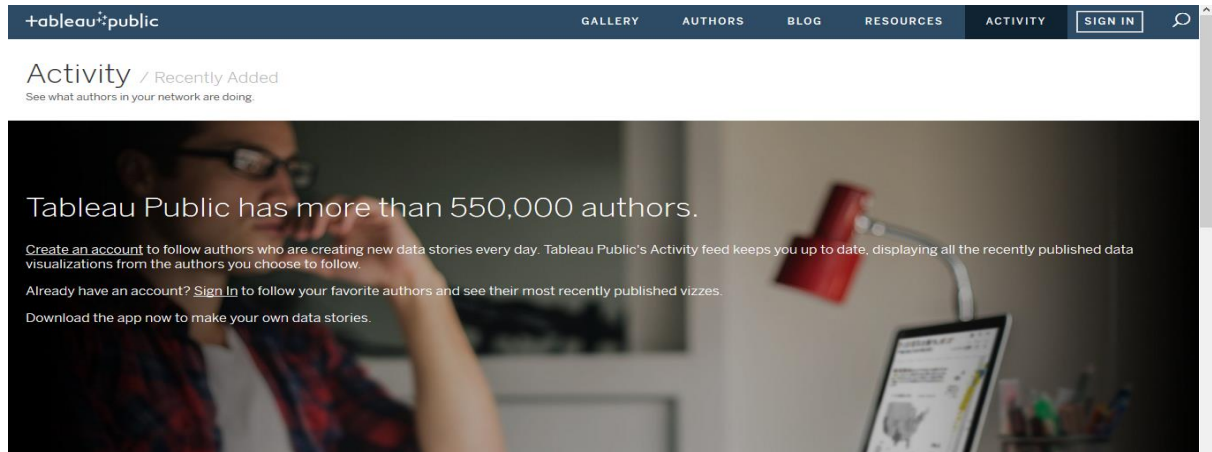 +ableau public
GALLERY AUTHORS BLOG RESOURCES ACTIVITY SIGN IN
Activity / Recently Added
See what authors in your network are doing.
Tableau Public has more than 550,000 authors.
Create an account to follow authors who are creating new data stories every day. Tableau Public's Activity feed keeps you up to date, displaying all the recently published data
visualizations from the authors you choose to follow.
Already have an account? Sign In to follow your favorite authors and see their most recently published vizzes.
Download the app now to make your own data stories.